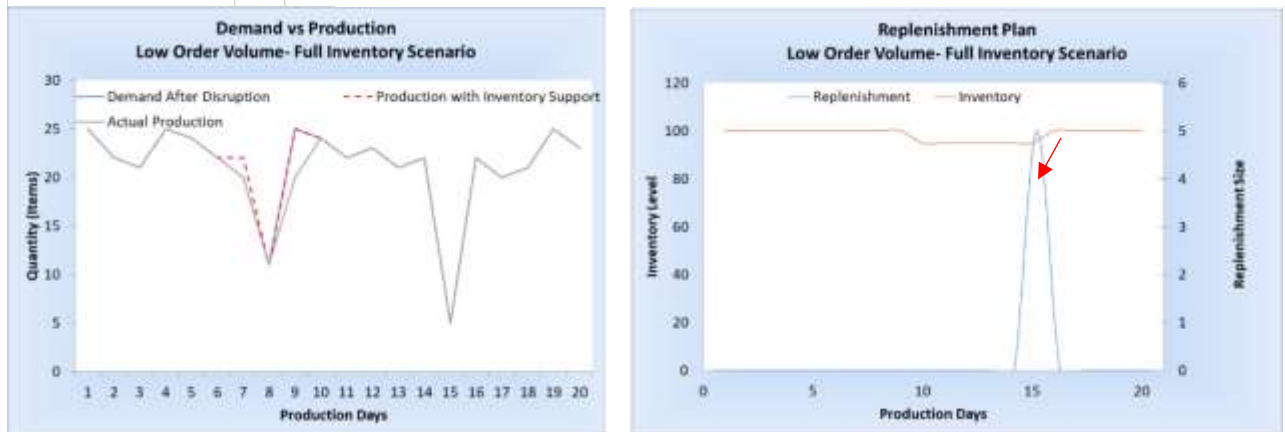 Demand vs Production
Low Order Volume- Full Inventory Scenario
30
25
20
15
10
5
0
Quantity (Items)
Demand After Disruption
Production with Inventory Support
Actual Production
1 2 3 4 5 6 7 8 9 10 11 12 13 14 15 16 17 18 19 20
Production Days
Replenishment Plan
Low Order Volume- Full Inventory Scenario
120
100
80
60
40
20
0
Inventory Level
Replenishment
Inventory
6
5
4
3
2
1
0
Replenishment Size
0 5 10 15 20
Production Days